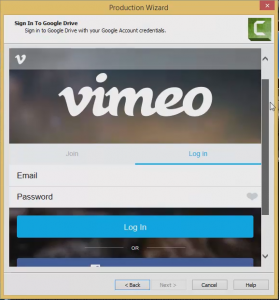 Production Wizard
Sign In To Google Drive
Sign in to Google Drive with your Google Account credentials.
vimeo
Join
Log in
Email
Password
Log In
OR
< Back
Next >
Cancel
Help